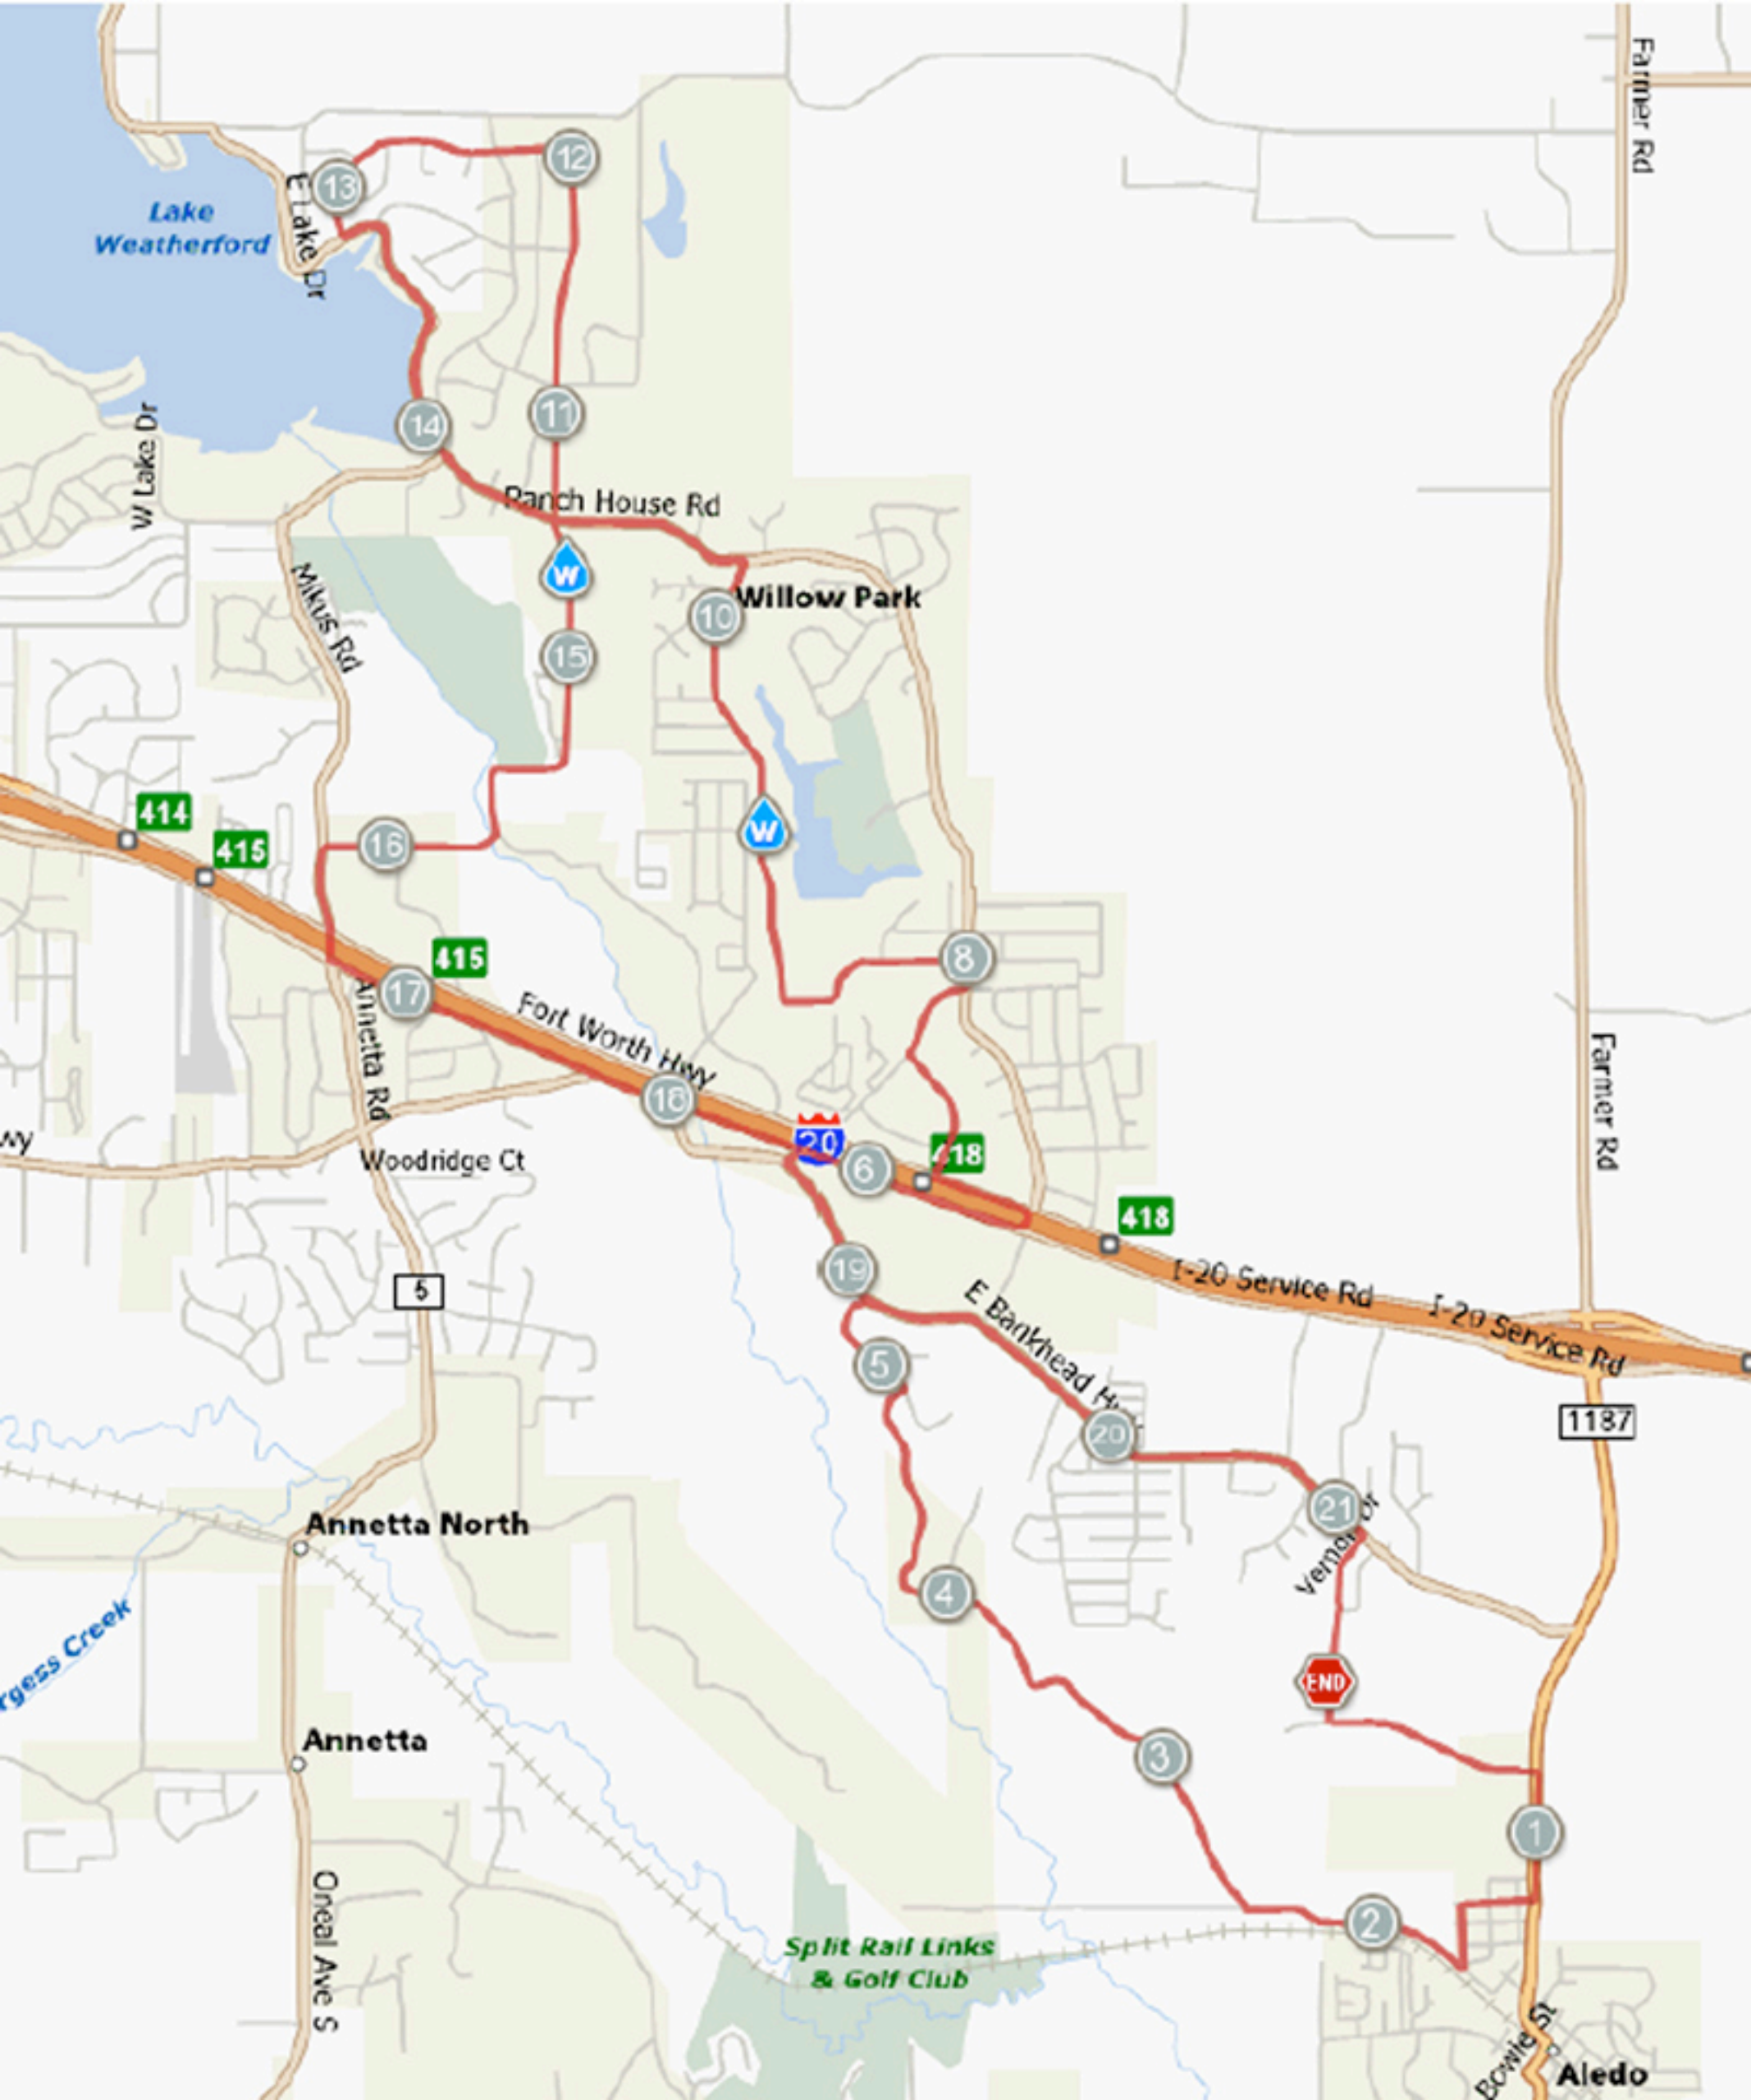 Farmer Rd
12
13
E Lake Dr
Lake
Weatherford
14
11
W Lake Dr
Ranch House Rd
W
Mikus Rd
10
Willow Park
15
414
W
16
415
415
8
17
Fort Worth Hwy
Annetta Rd
Farmer Rd
18
20
418
wy
Woodridge Ct
6
418
19
I-20 Service Rd
I-20 Service Rd
5
E Bankhead Hwy
5
1187
20
21
Annetta North
Vernon Dr
4
rgess Creek
END
Annetta
3
1
Oneal Ave S
2
Split Rail Links
& Golf Club
Bowie St
Aledo